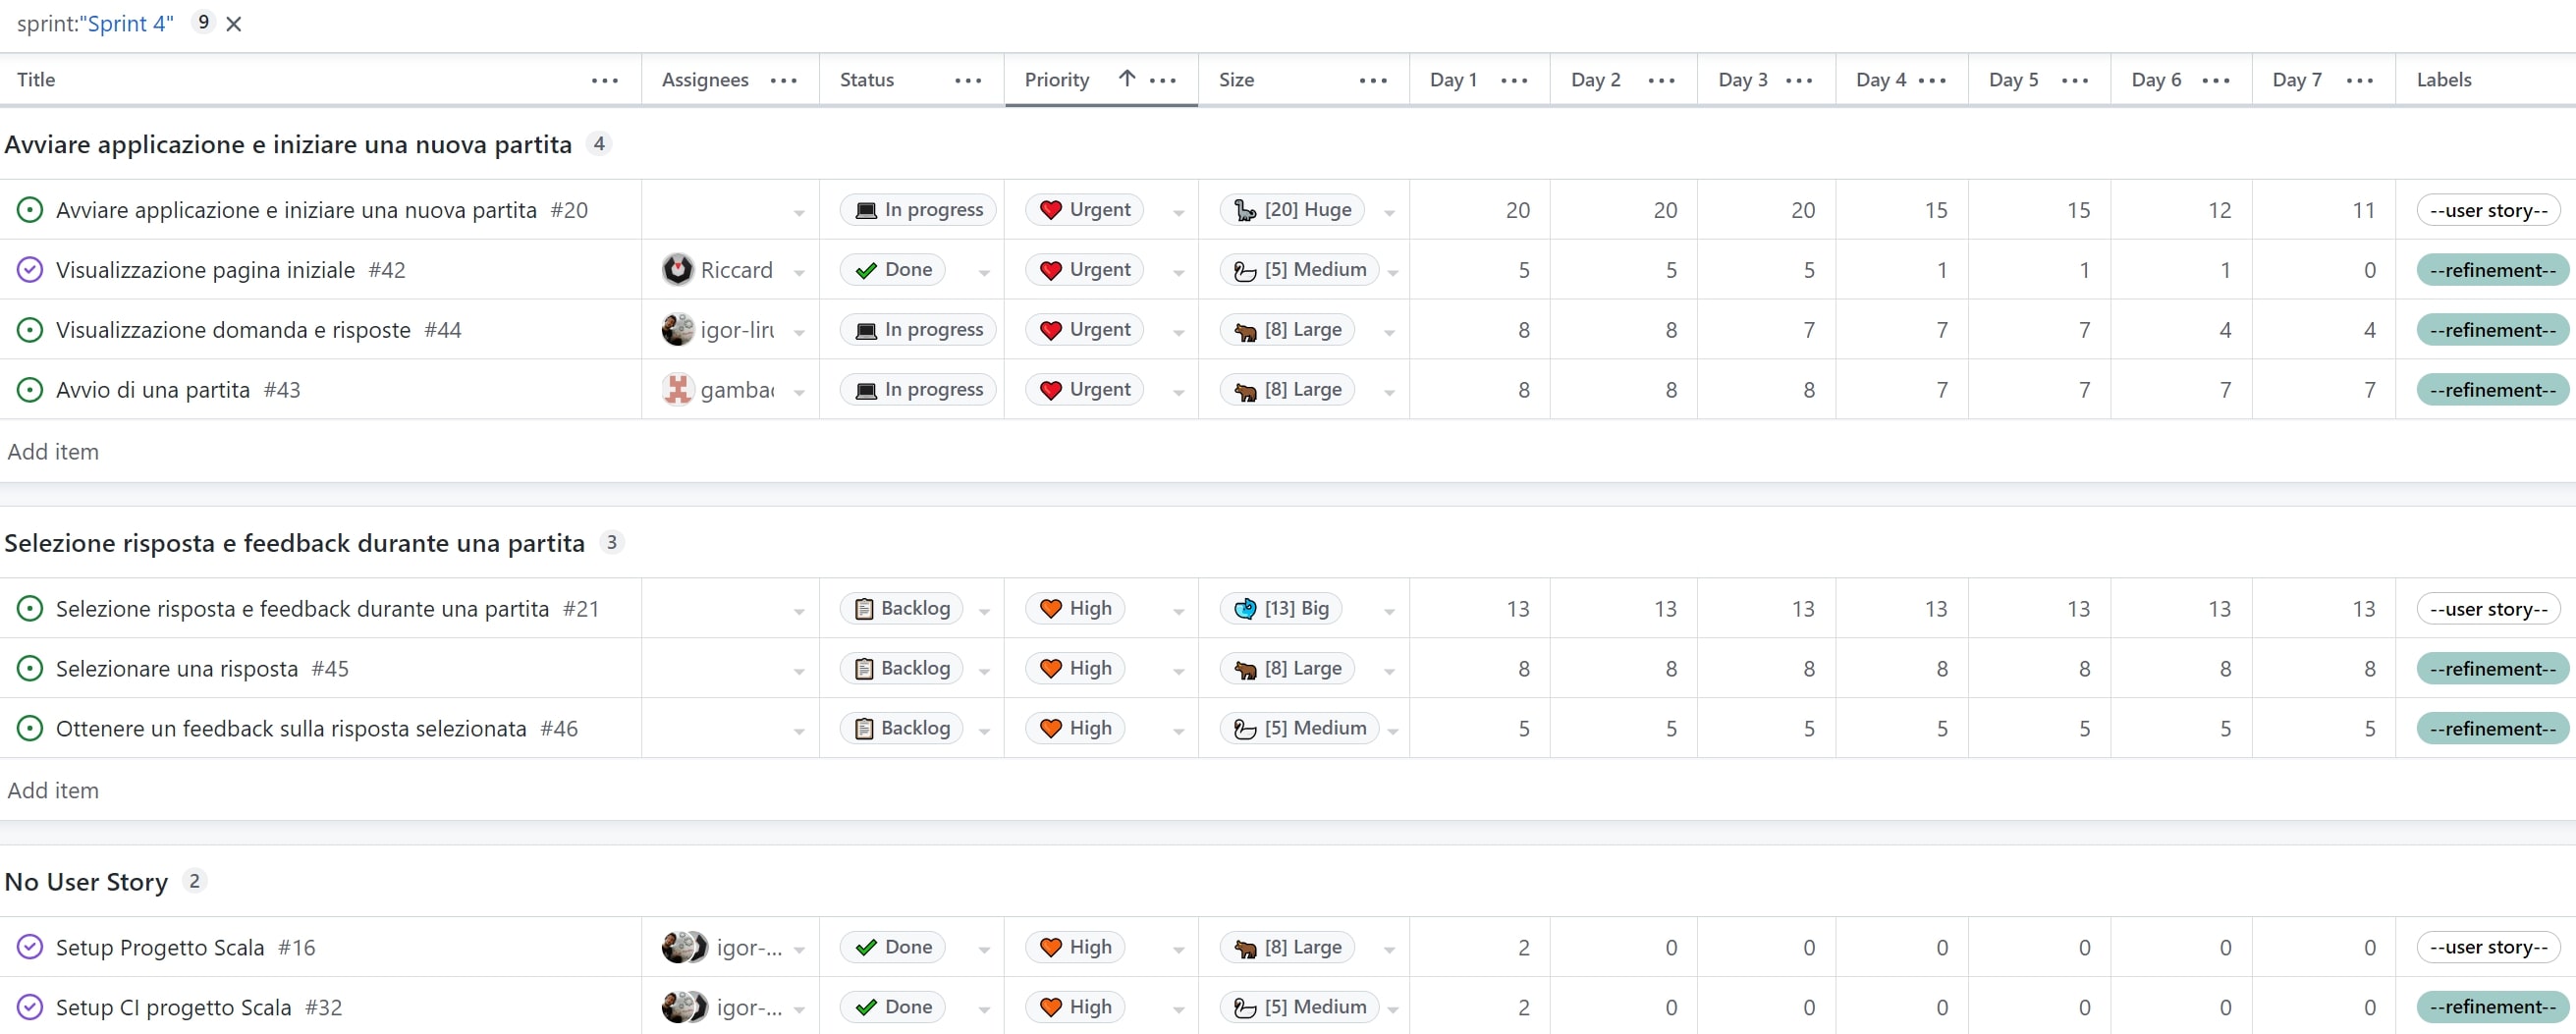 sprint:"Sprint 4" 9
Title Assignees Status Priority Size Day 1 Day 2 Day 3 Day 4 Day 5 Day 6 Day 7 Labels
Avviare applicazione e iniziare una nuova partita 4
Avviare applicazione e iniziare una nuova partita #20 In progress Urgent [20] Huge 20 20 20 15 15 12 11 --user story--
Visualizzazione pagina iniziale #42 Riccard Done Urgent [5] Medium 5 5 5 1 1 1 0 --refinement--
Visualizzazione domanda e risposte #44 igor-liru In progress Urgent [8] Large 8 8 7 7 7 4 4 --refinement--
Avvio di una partita #43 gambac In progress Urgent [8] Large 8 8 8 7 7 7 7 --refinement--
Add item
Selezione risposta e feedback durante una partita 3
Selezione risposta e feedback durante una partita #21 Backlog High [13] Big 13 13 13 13 13 13 13 --user story--
Selezionare una risposta #45 Backlog High [8] Large 8 8 8 8 8 8 8 --refinement--
Ottenere un feedback sulla risposta selezionata #46 Backlog High [5] Medium 5 5 5 5 5 5 5 --refinement--
Add item
No User Story 2
Setup Progetto Scala #16 igor-... Done High [8] Large 2 0 0 0 0 0 0 --user story--
Setup CI progetto Scala #32 igor-... Done High [5] Medium 2 0 0 0 0 0 0 --refinement--